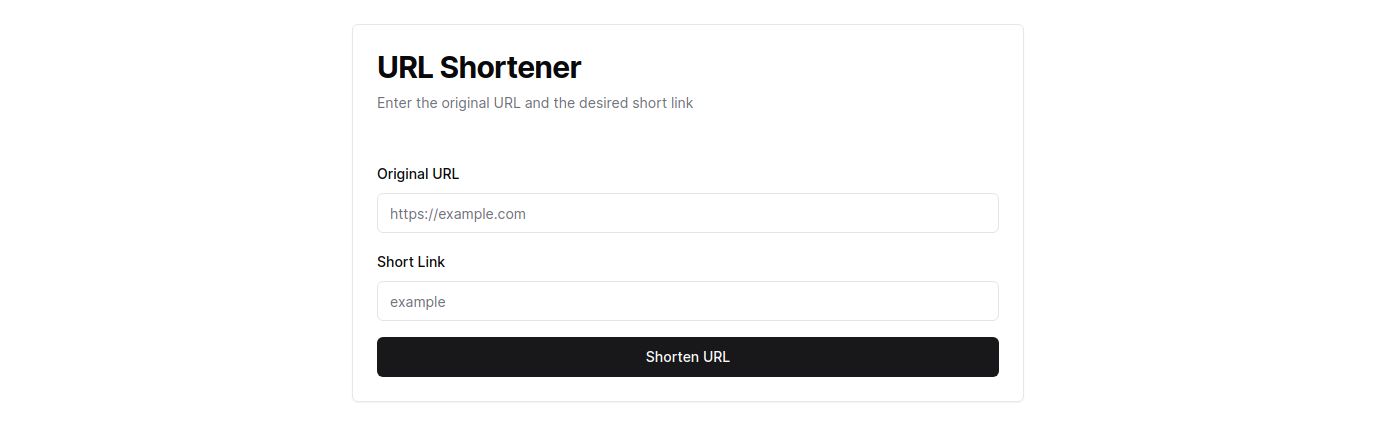 URL Shortener
Enter the original URL and the desired short link
Original URL
https://example.com
Short Link
example
Shorten URL